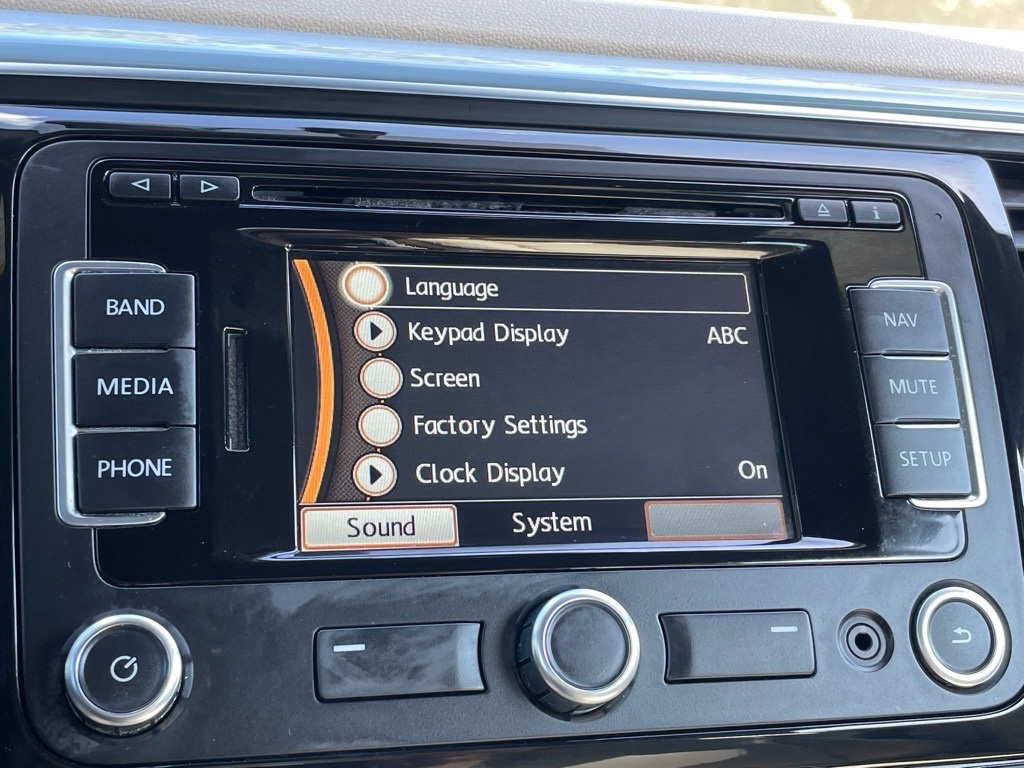 BAND
MEDIA
PHONE
Language
Keypad Display ABC
Screen
Factory Settings
Clock Display On
Sound System
i
NAV
MUTE
SETUP